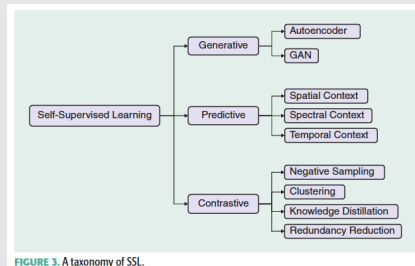 Generative
Autoencoder
GAN
Self-Supervised Learning
Predictive
Spatial Context
Spectral Context
Temporal Context
Contrastive
Negative Sampling
Clustering
Knowledge Distillation
Redundancy Reduction
FIGURE 3. A taxonomy of SSL.